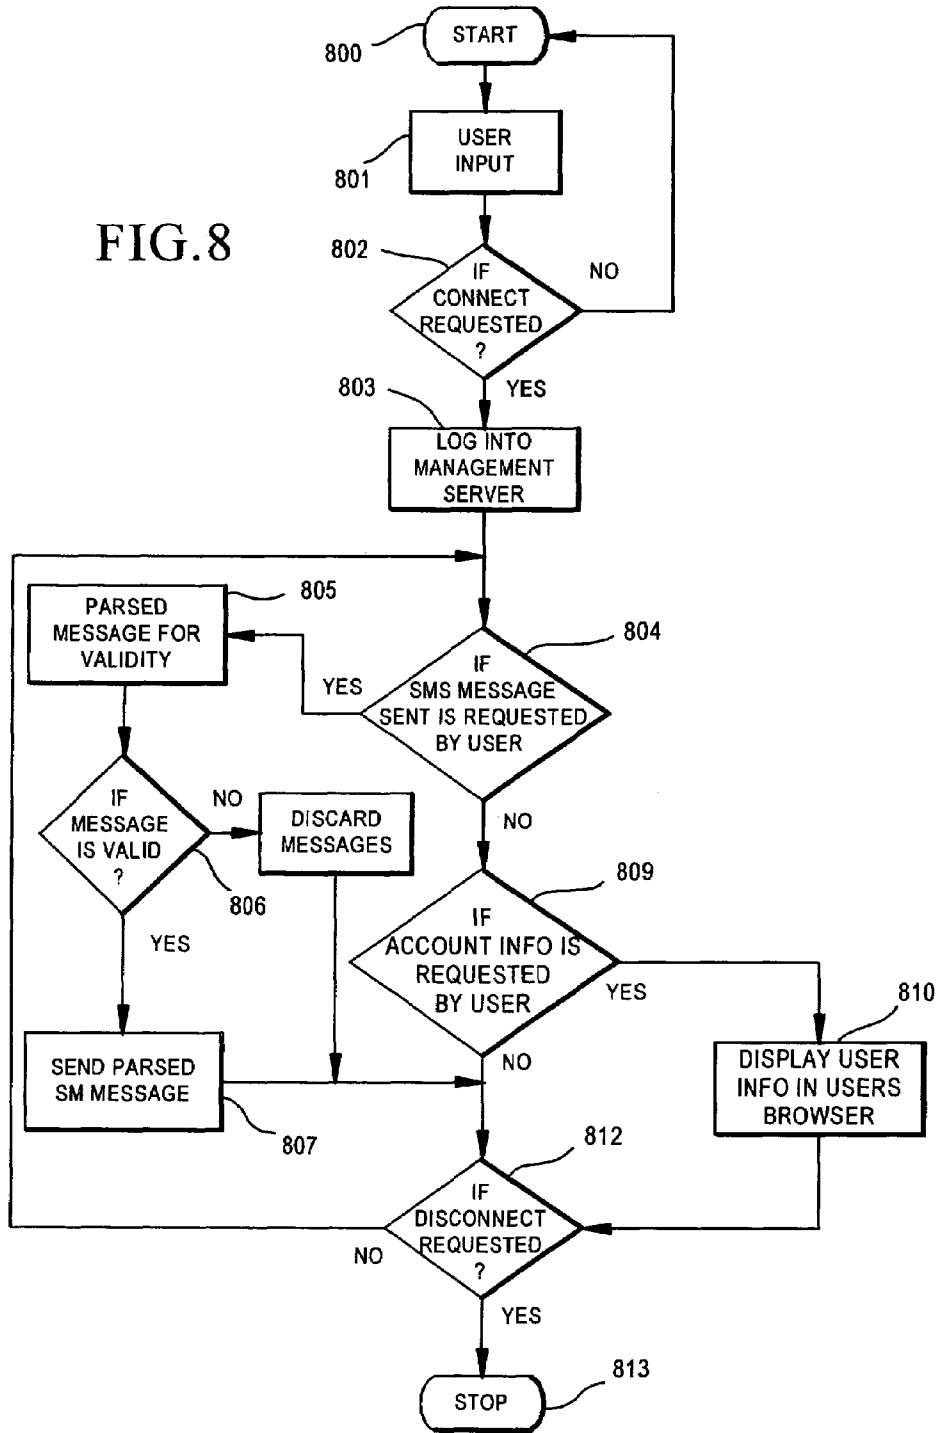 800
START
801
USER
INPUT
FIG.8
802
IF
CONNECT
REQUESTED
?
NO
YES
803
LOG INTO
MANAGEMENT
SERVER
805
PARSED
MESSAGE FOR
VALIDITY
804
IF
SMS MESSAGE
SENT IS REQUESTED
BY USER
YES
NO
IF
MESSAGE
IS VALID
?
NO
806
YES
DISCARD
MESSAGES
809
IF
ACCOUNT INFO IS
REQUESTED
BY USER
YES
NO
810
DISPLAY USER
INFO IN USERS
BROWSER
SEND PARSED
SM MESSAGE
807
812
IF
DISCONNECT
REQUESTED
?
NO
YES
813
STOP